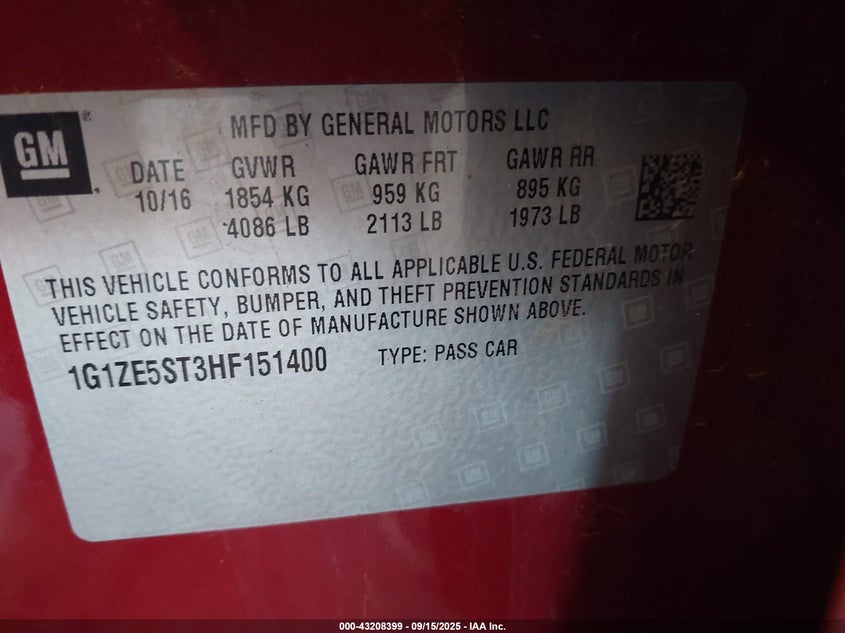 GM
MFD BY GENERAL MOTORS LLC
DATE GVWR GAWR FRT GAWR RR
10/16 1854 KG 959 KG 895 KG
4086 LB 2113 LB 1973 LB
THIS VEHICLE CONFORMS TO ALL APPLICABLE U.S. FEDERAL MOTOR
VEHICLE SAFETY, BUMPER, AND THEFT PREVENTION STANDARDS IN
EFFECT ON THE DATE OF MANUFACTURE SHOWN ABOVE.
1G1ZE5ST3HF151400 TYPE: PASS CAR
000-43208399 - 09/15/2025 - IAA Inc.